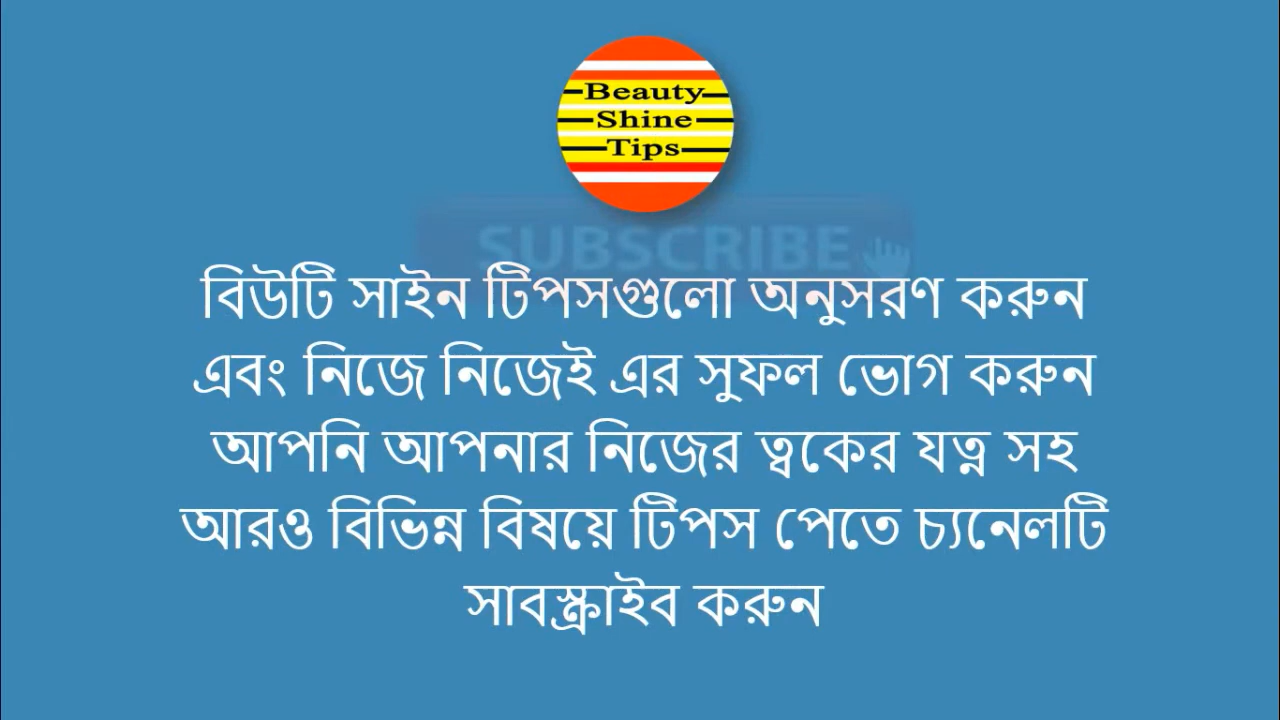 Beauty
Shine
Tips
SUBSCRIBE
বিউটি সাইন টিপসগুলো অনুসরণ করুন
এবং নিজে নিজেই এর সুফল ভোগ করুন
আপনি আপনার নিজের ত্বকের যত্ন সহ
আরও বিভিন্ন বিষয়ে টিপস পেতে চ্যনেলটি
সাবস্ক্রাইব করুন